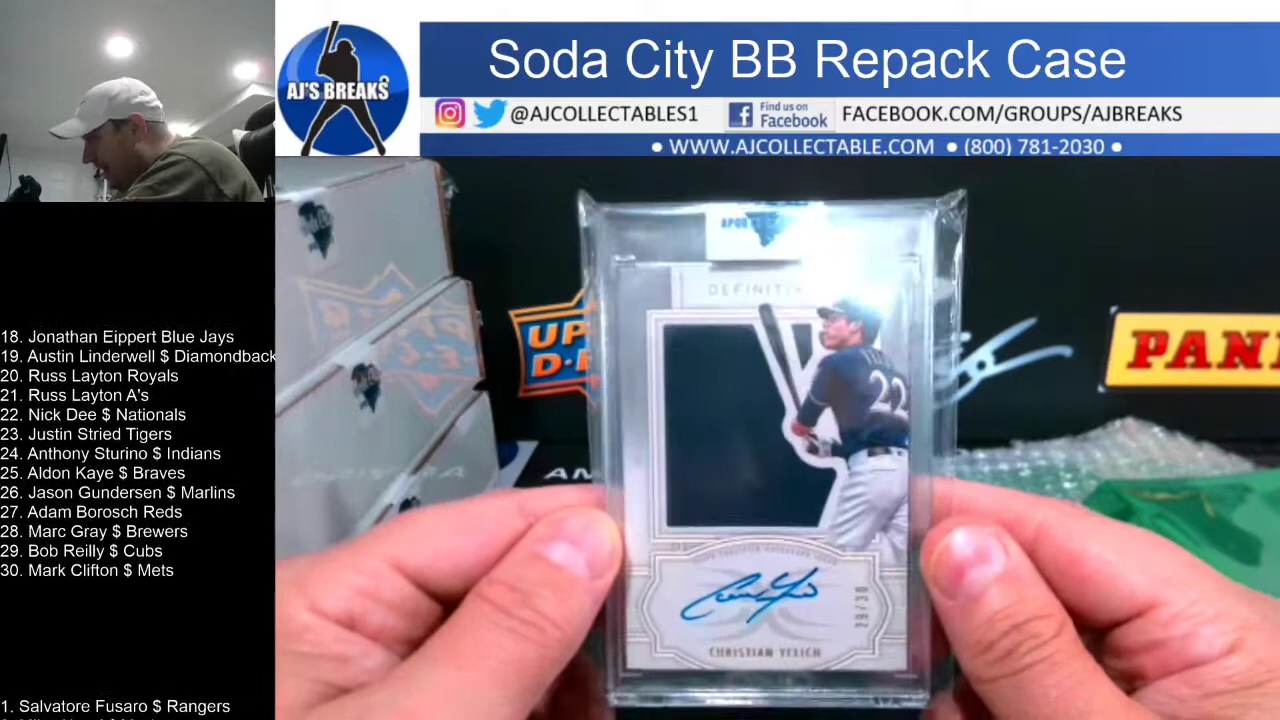 Soda City BB Repack Case
AJ'S BREAKS
@AJCOLLECTABLES1
Find us on
Facebook
FACEBOOK.COM/GROUPS/AJBREAKS
• WWW.AJCOLLECTABLE.COM • (800) 781-2030 •
UP
PANI
22
29/30
CHRISTIAN YELICH
18. Jonathan Eippert Blue Jays
19. Austin Linderwell $ Diamondback
20. Russ Layton Royals
21. Russ Layton A's
22. Nick Dee $ Nationals
23. Justin Stried Tigers
24. Anthony Sturino $ Indians
25. Aldon Kaye $ Braves
26. Jason Gundersen $ Marlins
27. Adam Borosch Reds
28. Marc Gray $ Brewers
29. Bob Reilly $ Cubs
30. Mark Clifton $ Mets
1. Salvatore Fusaro $ Rangers